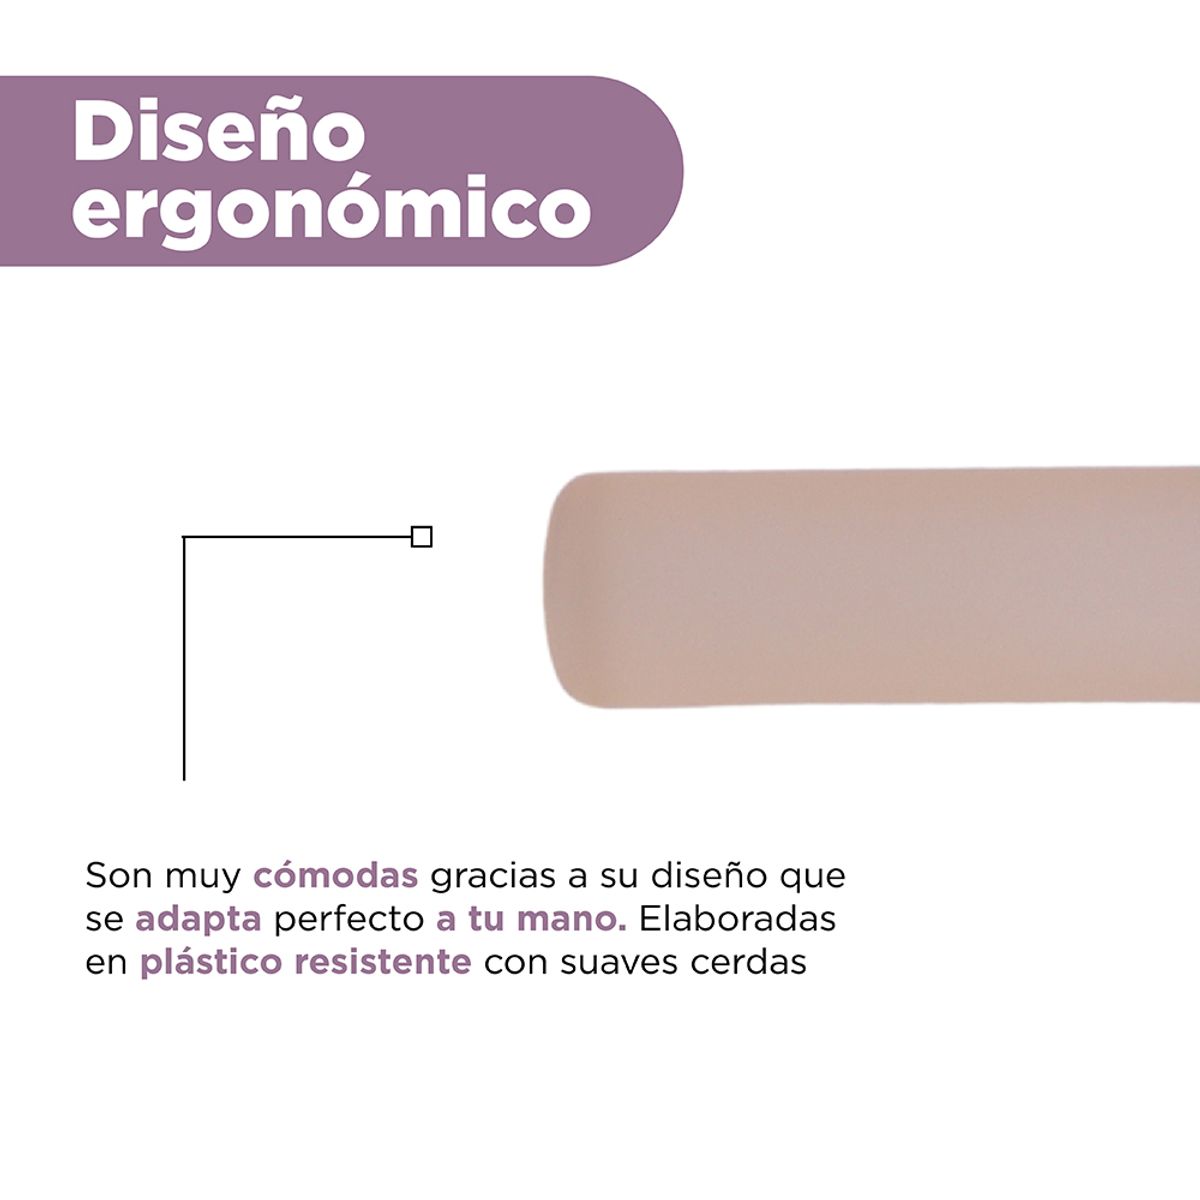 Diseño
ergonómico
Son muy cómodas gracias a su diseño que
se adapta perfecto a tu mano. Elaboradas
en plástico resistente con suaves cerdas